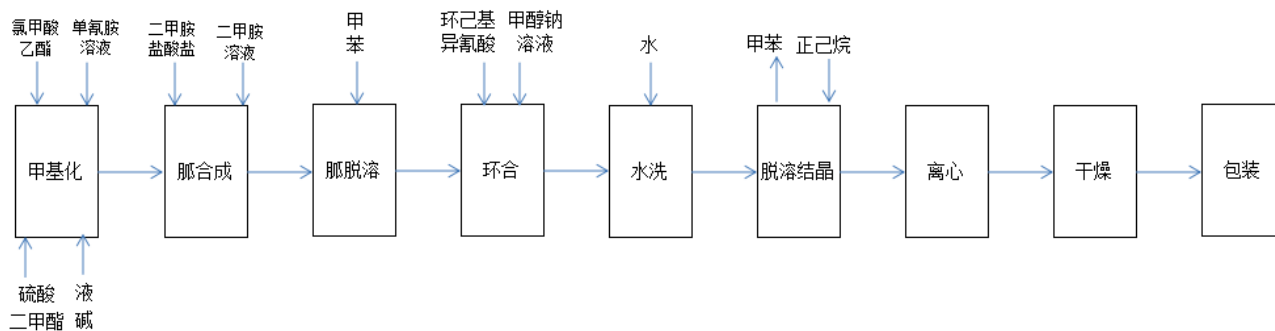 氯甲酸
乙酯
单氰胺
溶液
二甲胺
盐酸盐
二甲胺
溶液
甲
苯
环己基
异氰酸
甲醇钠
溶液
水
甲苯
正己烷
甲基化
胍合成
胍脱溶
环合
水洗
脱溶结晶
离心
干燥
包装
硫酸
二甲酯
液
碱